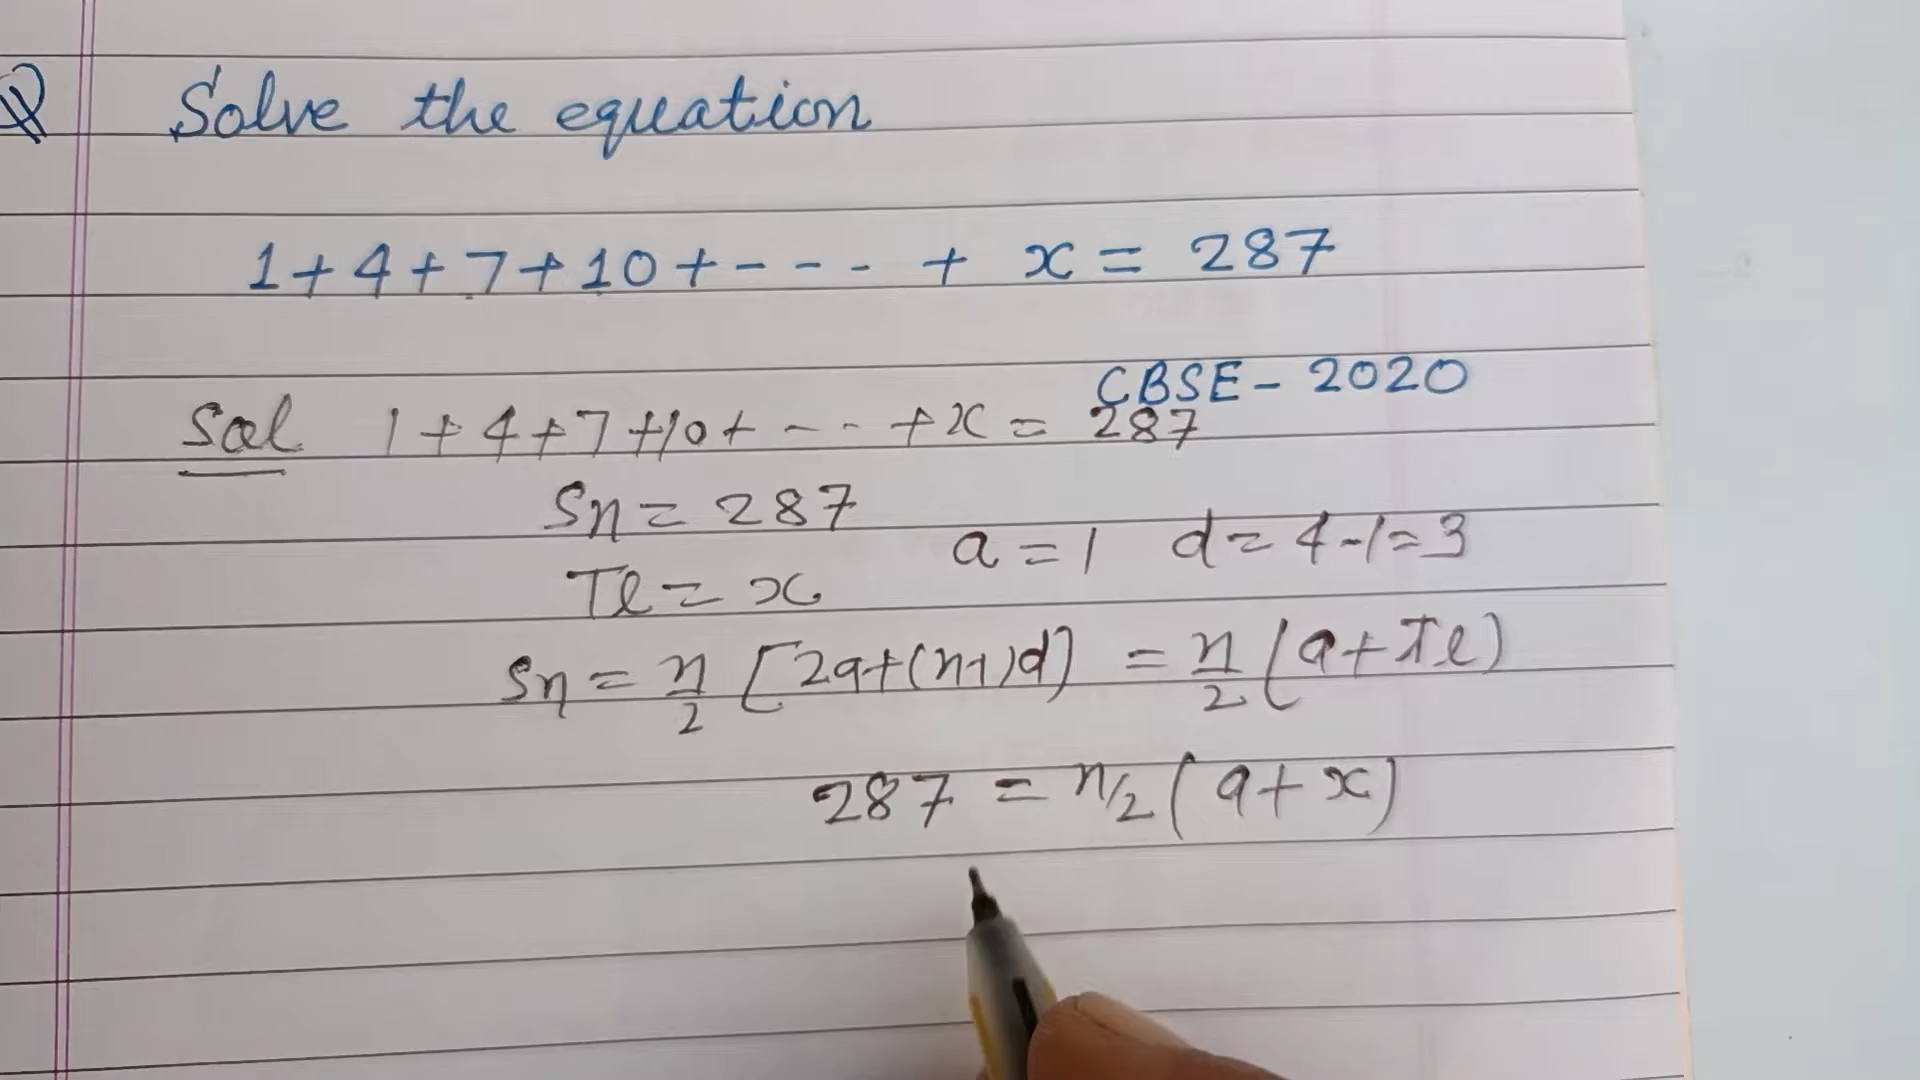 Q Solve the equation
1+4+7+10+---- + x = 287
CBSE-2020
Sol 1+4+7+10+---+x = 287
Sn = 287
a = 1 d = 4-1=3
Tl = x
Sn = n/2 [2a+(n-1)d] = n/2 (a+Tl)
287 = n/2 (a+x)